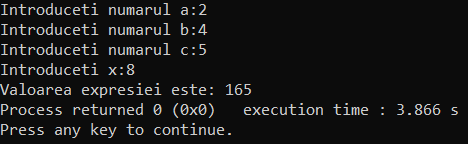 Introduceti numarul a:2
Introduceti numarul b:4
Introduceti numarul c:5
Introduceti x:8
Valoarea expresiei este: 165
Process returned 0 (0x0)   execution time : 3.866 s
Press any key to continue.